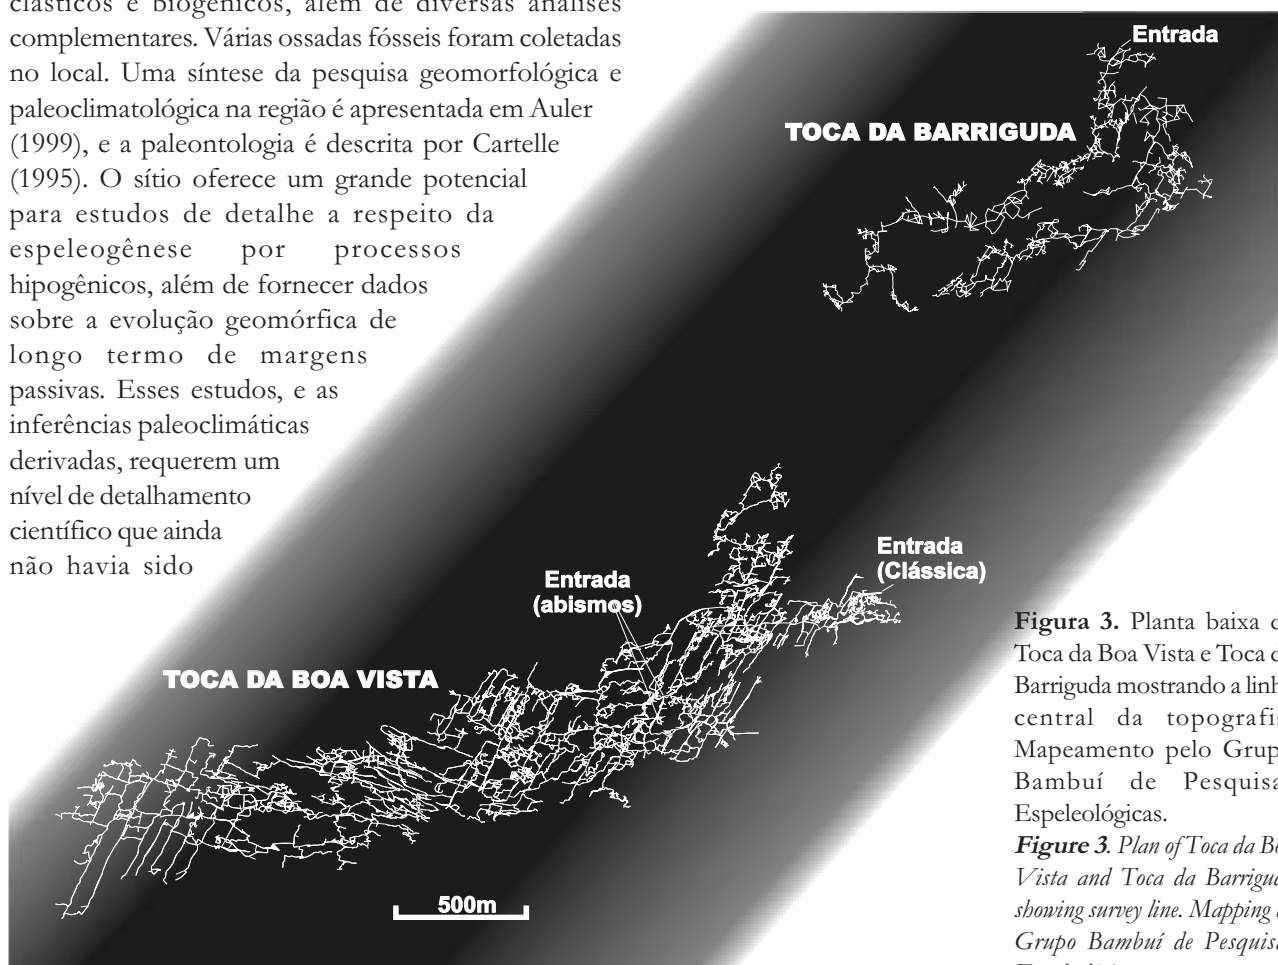 clásticos e biogênicos, além de diversas análises
complementares. Várias ossadas fósseis foram coletadas
no local. Uma síntese da pesquisa geomorfológica e
paleoclimatológica na região é apresentada em Auler
(1999), e a paleontologia é descrita por Cartelle
(1995). O sítio oferece um grande potencial
para estudos de detalhe a respeito da
espeleogênese por processos
hipogênicos, além de fornecer dados
sobre a evolução geomórfica de
longo termo de margens
passivas. Esses estudos, e as
inferências paleoclimáticas
derivadas, requerem um
nível de detalhamento
científico que ainda
não havia sido
Entrada
TOCA DA BARRIGUDA
Entrada
(Clássica)
Entrada
(abismos)
TOCA DA BOA VISTA
500m
Figura 3. Planta baixa d
Toca da Boa Vista e Toca d
Barriguda mostrando a linh
central da topografi
Mapeamento pelo Grup
Bambuí de Pesquisa
Espeleológicas.
Figure 3. Plan of Toca da Bo
Vista and Toca da Barrigud
showing survey line. Mapping
Grupo Bambuí de Pesquis